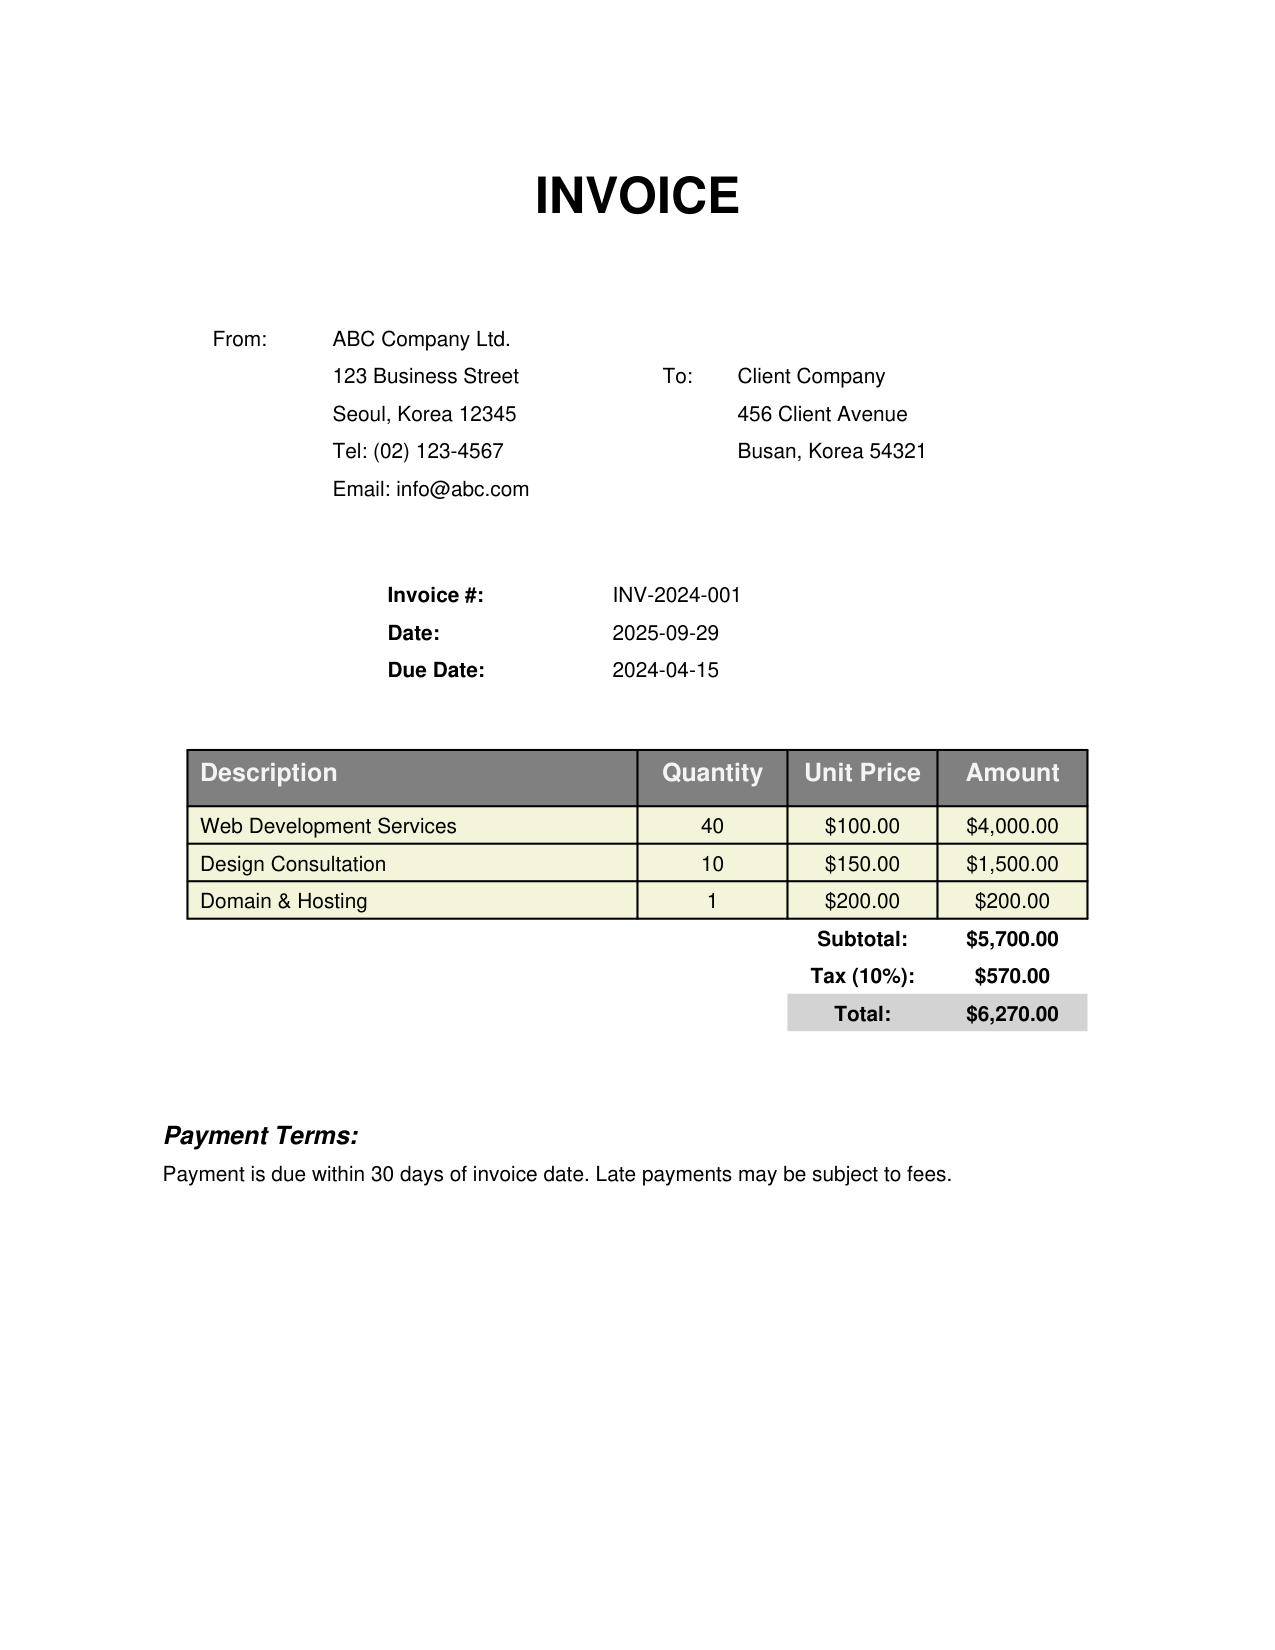 INVOICE
From: ABC Company Ltd.
123 Business Street
Seoul, Korea 12345
Tel: (02) 123-4567
Email: info@abc.com
To: Client Company
456 Client Avenue
Busan, Korea 54321
Invoice #: INV-2024-001
Date: 2025-09-29
Due Date: 2024-04-15
Description Quantity Unit Price Amount
Web Development Services 40 $100.00 $4,000.00
Design Consultation 10 $150.00 $1,500.00
Domain & Hosting 1 $200.00 $200.00
Subtotal: $5,700.00
Tax (10%): $570.00
Total: $6,270.00
Payment Terms:
Payment is due within 30 days of invoice date. Late payments may be subject to fees.